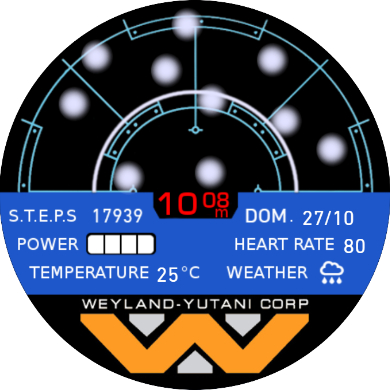 10 08 m
S.T.E.P.S 17939 DOM. 27/10
POWER HEART RATE 80
TEMPERATURE 25°C WEATHER
WEYLAND-YUTANI CORP